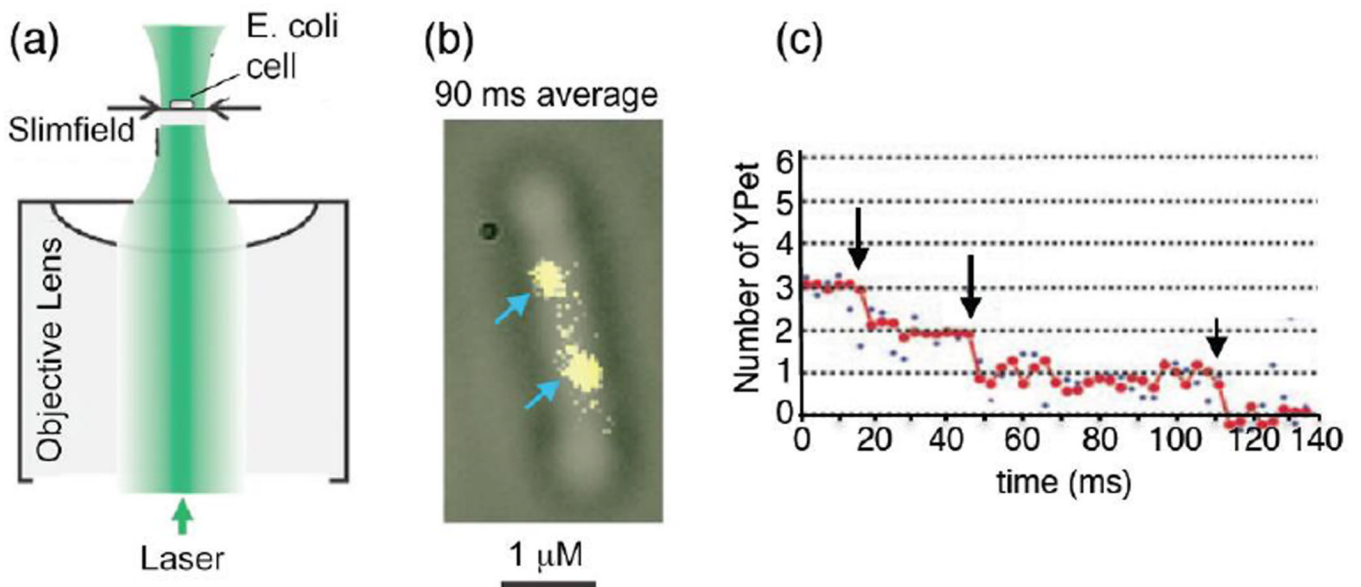 (a)
E. coli
cell
Slimfield
Objective Lens
Laser
(b)
90 ms average
1 μM
(c)
Number of YPet
6
5
4
3
2
1
0
0 20 40 60 80 100 120 140
time (ms)